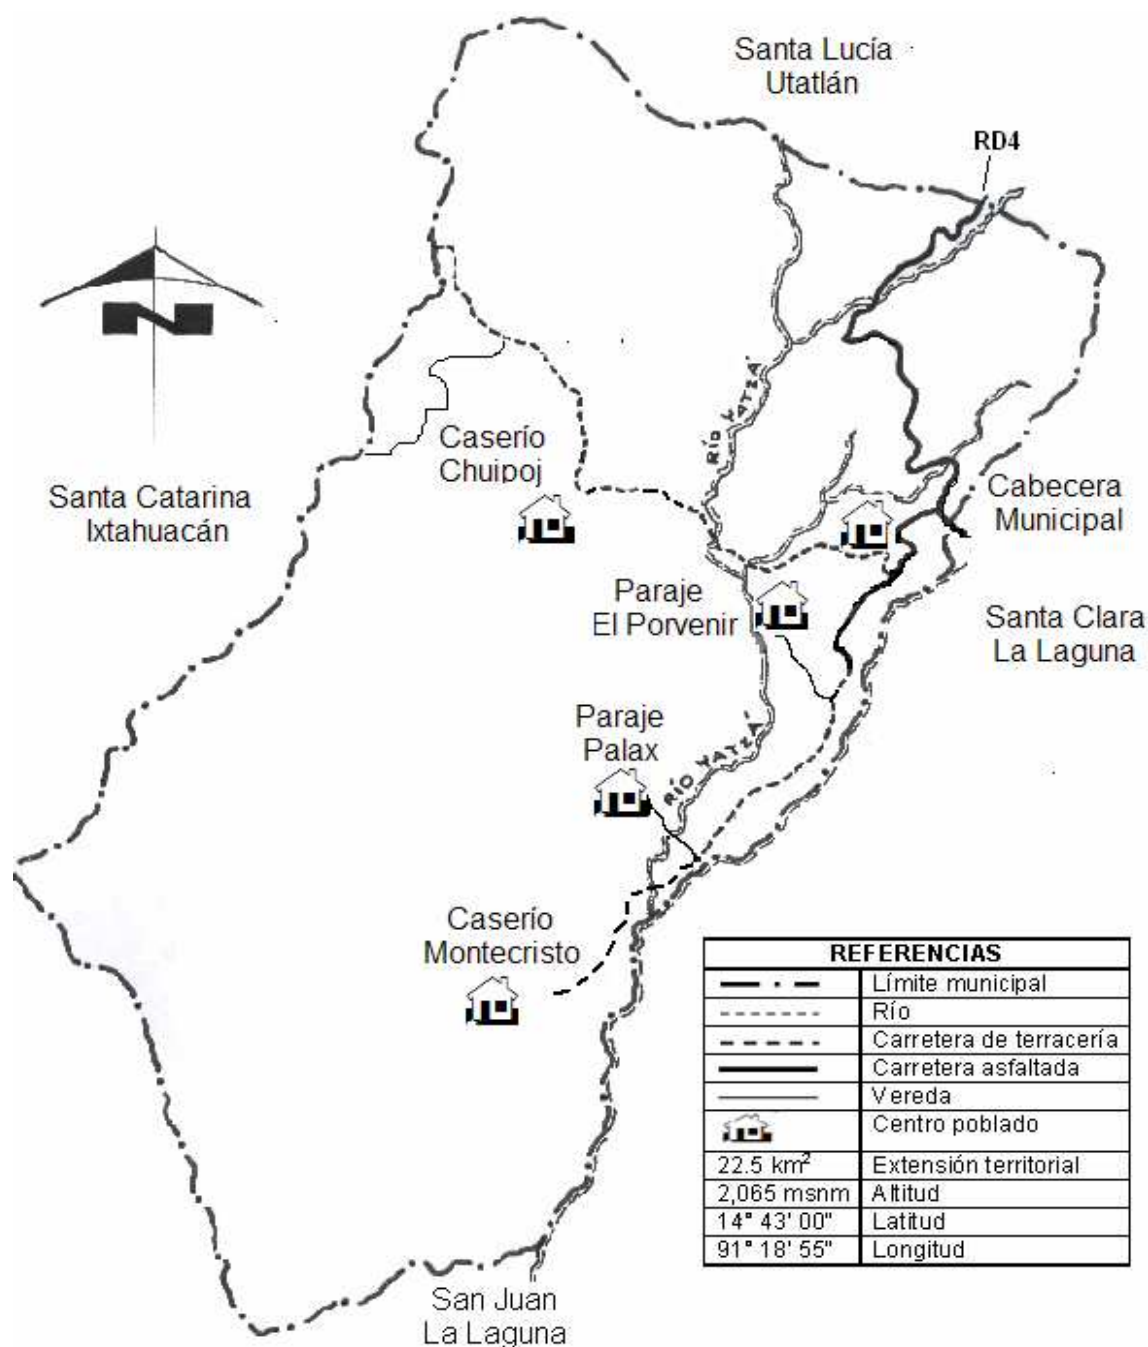 Santa Lucía
Utatlán
RD4
N
Río YATZÁ
Caserío
Chuipoj
Santa Catarina
Ixtahuacán
Cabecera
Municipal
Paraje
El Porvenir
Santa Clara
La Laguna
Paraje
Palax
RÍO YATZÁ
Caserío
Montecristo
REFERENCIAS
Límite municipal
Río
Carretera de terracería
Carretera asfaltada
Vereda
Centro poblado
22.5 km² Extensión territorial
2,065 msnm Altitud
14° 43' 00" Latitud
91° 18' 55" Longitud
San Juan
La Laguna